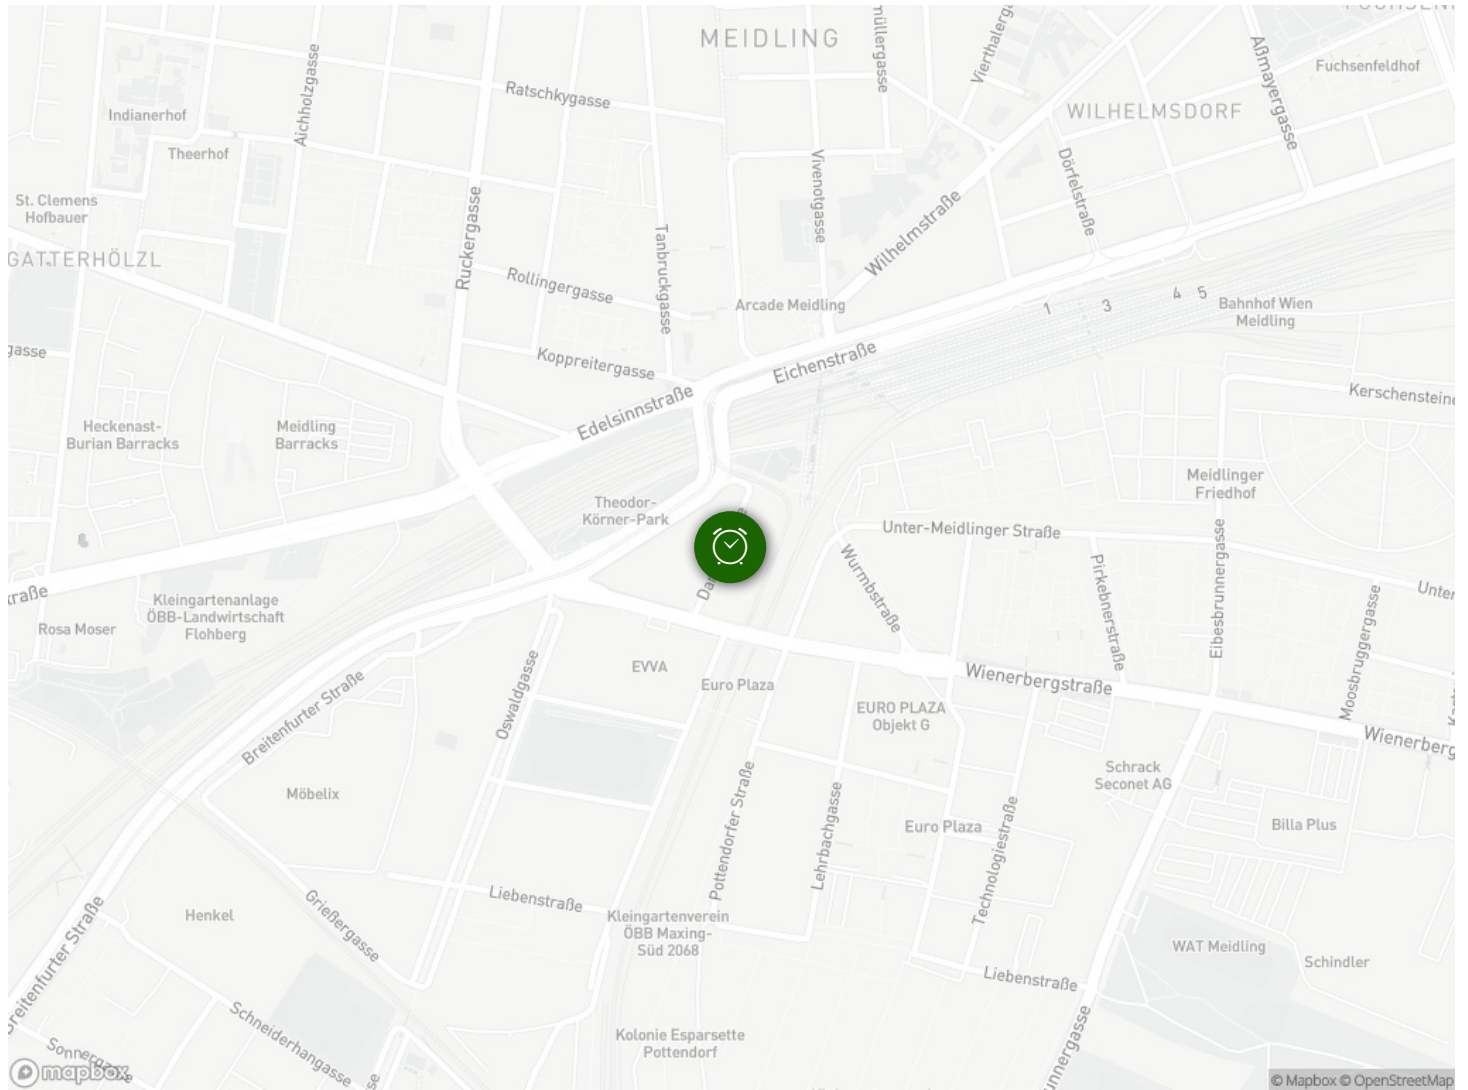 MEIDLING
Fuchsenfeldhof
Aßmayergasse
Vierthalerg
müllergasse
Ratschkygasse
Aichholzgasse
Indianerhof
Theerhof
WILHELMSDORF
Dörfelstraße
Vivenotgasse
Wilhelmstraße
St. Clemens
Hofbauer
GATTERHÖLZL
Ruckergasse
Tanbruckgasse
Rollingergasse
Arcade Meidling
1
3
4
5
Bahnhof Wien
Meidling
gasse
Koppreitergasse
Eichenstraße
Edelsinnstraße
Kerschensteine
Heckenast-
Burian Barracks
Meidling
Barracks
Meidlinger
Friedhof
Theodor-
Körner-Park
Unter-Meidlinger Straße
Wurmbstraße
Pirkebnerstraße
Eibesbrunnergasse
Unter
Moosbruggergasse
raße
Kleingartenanlage
ÖBB-Landwirtschaft
Flohberg
Rosa Moser
EVVA
Euro Plaza
Wienerbergstraße
Oswaldgasse
Breitenfurter Straße
EURO PLAZA
Objekt G
Wienerberg
Schrack
Seconet AG
Möbelix
Pottendorfer Straße
Lehrbachgasse
Euro Plaza
Technologiestraße
Billa Plus
Liebenstraße
Grießergasse
Henkel
Breitenfurter Straße
Kleingartenverein
ÖBB Maxing-
Süd 2068
WAT Meidling
Schindler
Liebenstraße
Schneiderhangasse
Kolonie Esparsette
Pottendorf
unnergasse
Sonnergasse
mapbox
© Mapbox © OpenStreetMap